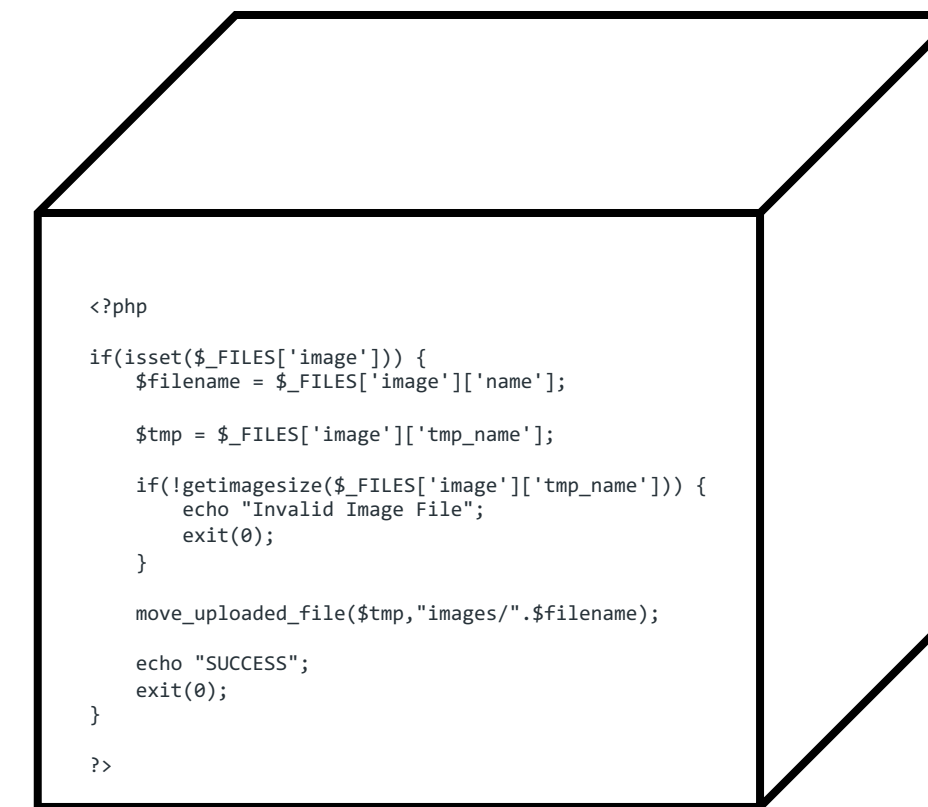 <?php
if(isset($_FILES['image'])) {
$filename = $_FILES['image']['name'];
$tmp = $_FILES['image']['tmp_name'];
if(!getimagesize($_FILES['image']['tmp_name'])) {
echo "Invalid Image File";
exit(0);
}
move_uploaded_file($tmp,"images/".$filename);
echo "SUCCESS";
exit(0);
}
?>